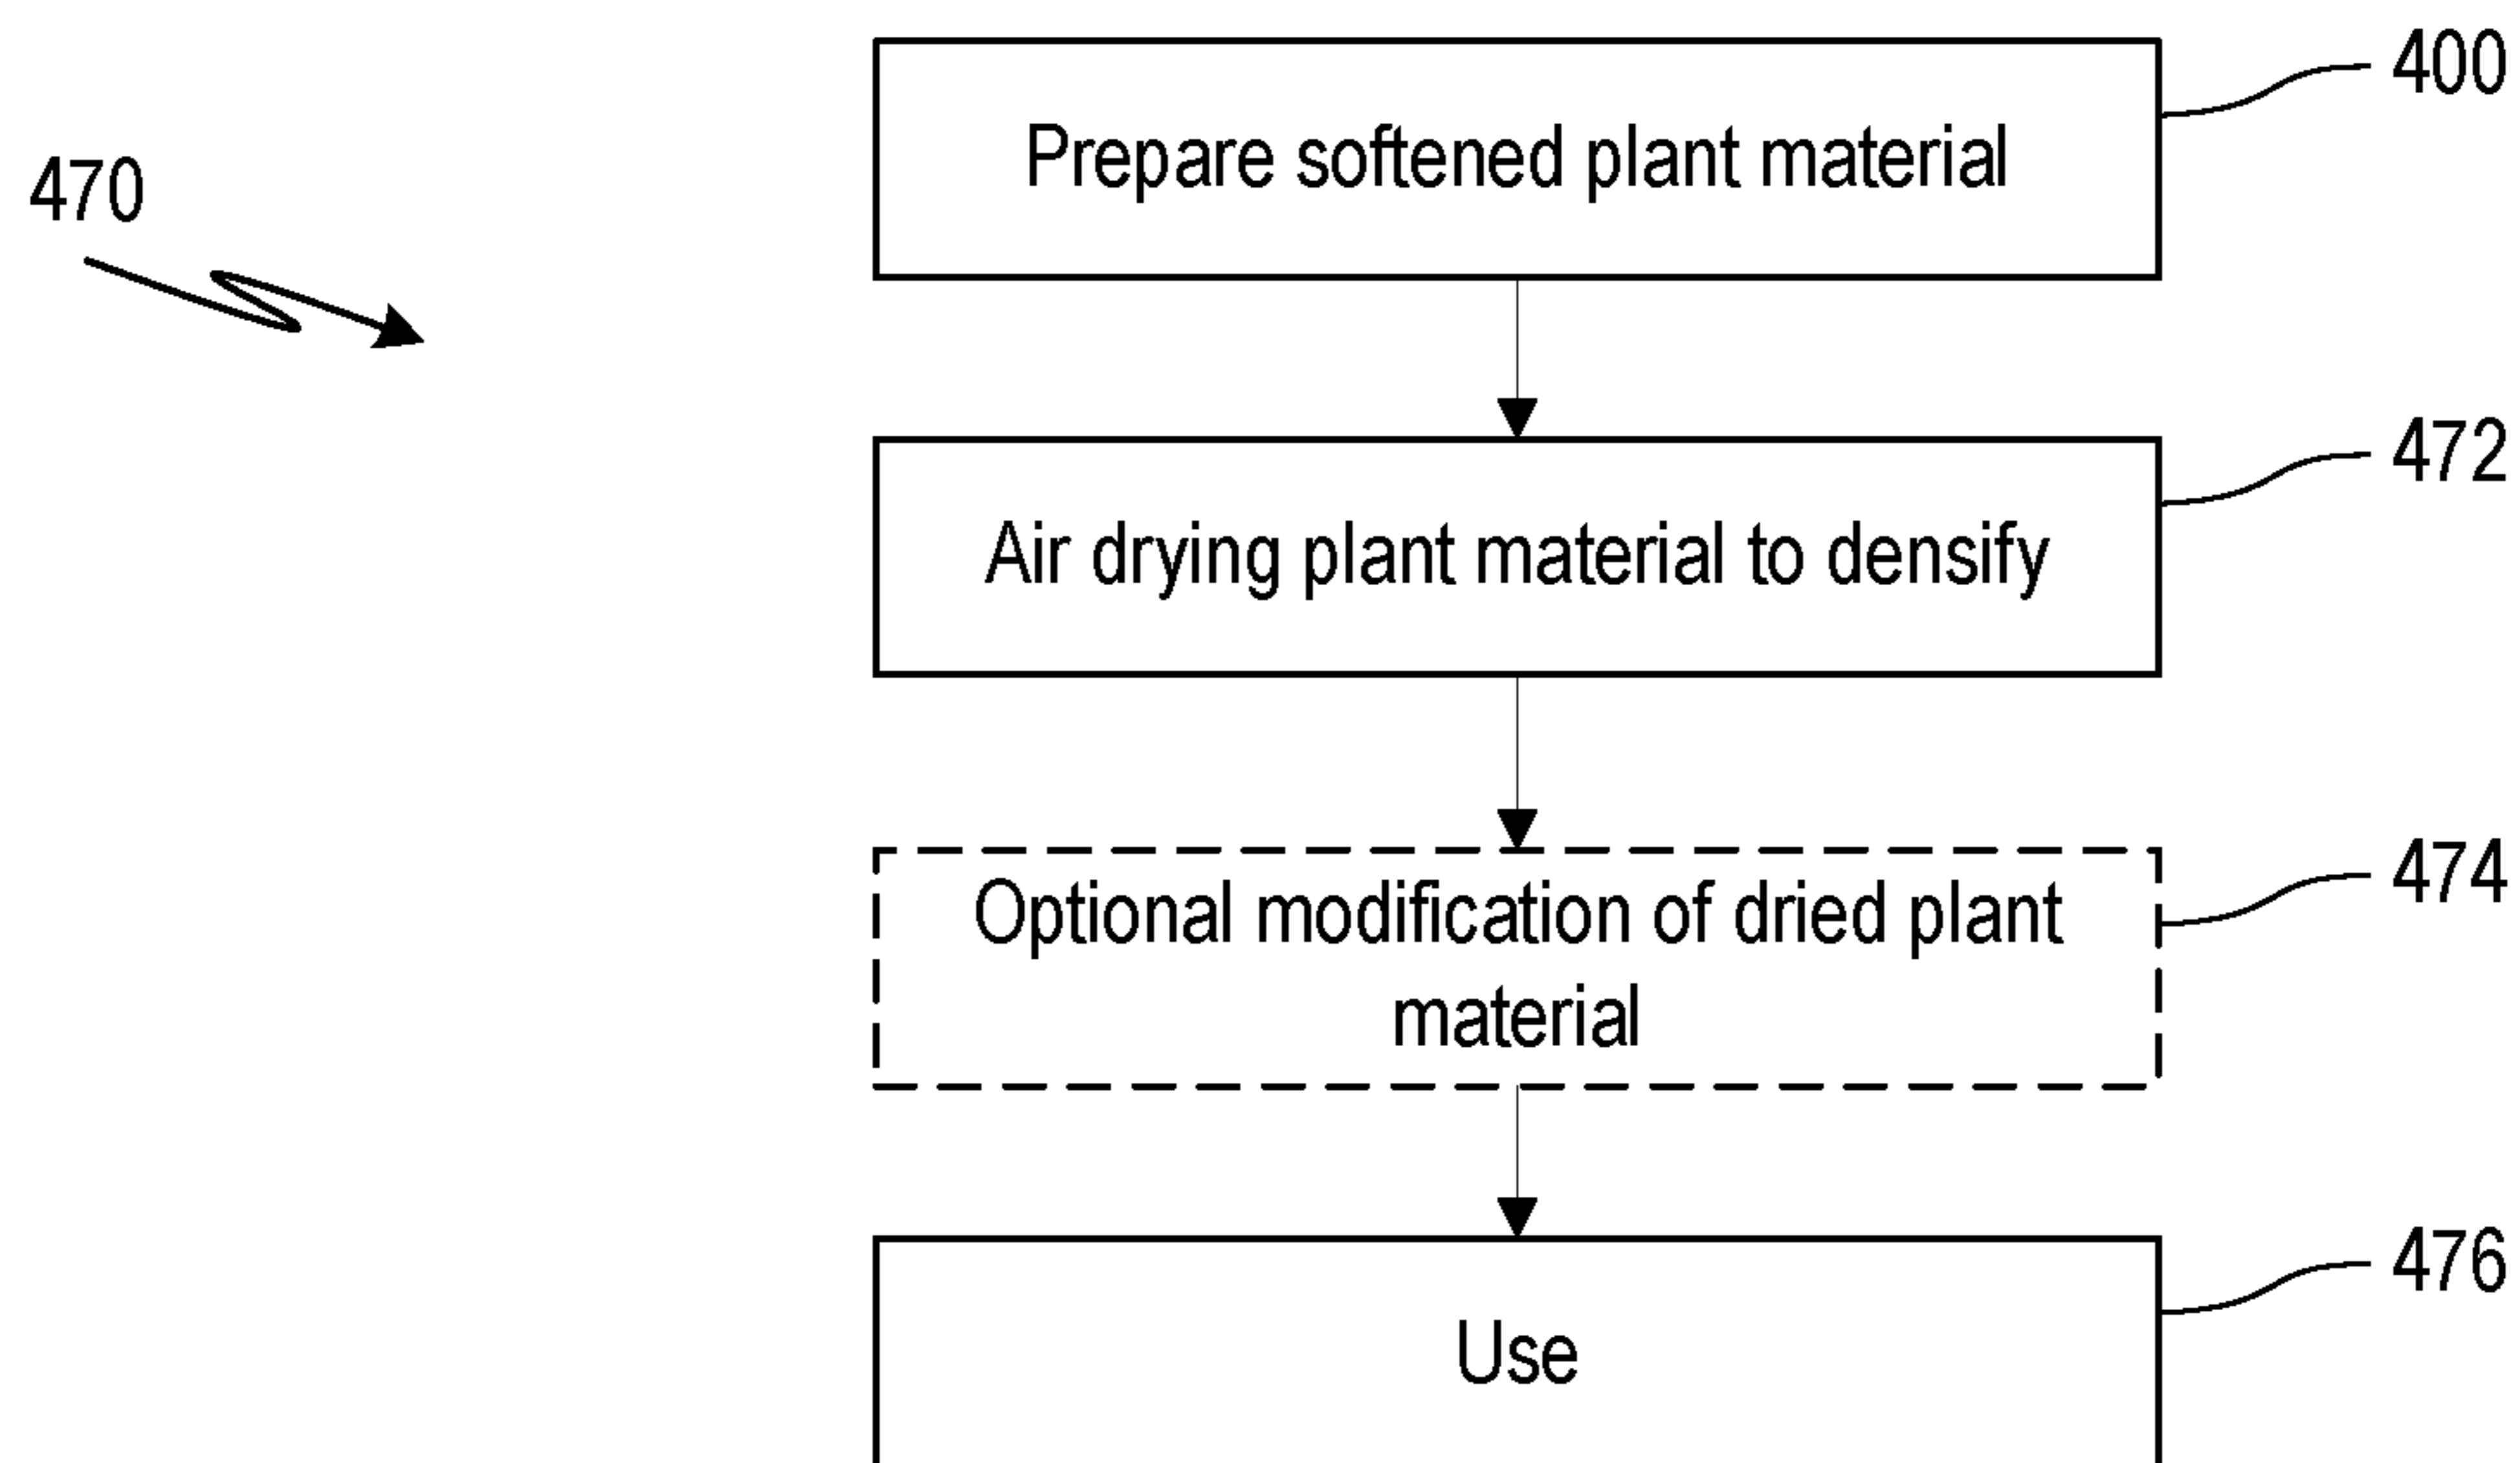 400
Prepare softened plant material
470
472
Air drying plant material to densify
474
Optional modification of dried plant
material
476
Use